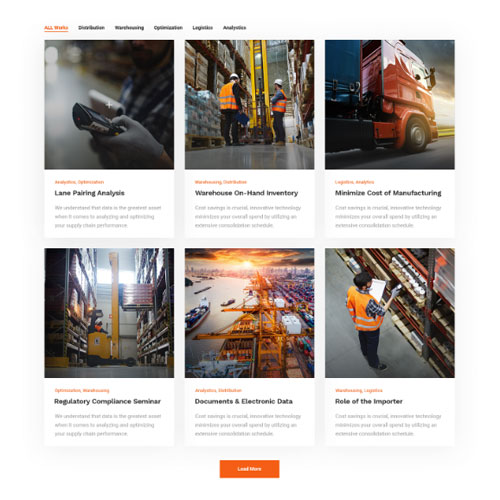 ALL Works Distribution Warehousing Optimization Logistics Analytics
Analytics, Optimization
Lane Pairing Analysis
We understand that data is the greatest asset
when it comes to analyzing and optimizing
your supply chain performance.
Warehousing, Distribution
Warehouse On-Hand Inventory
Cost savings is crucial, innovative technology
minimizes your overall spend by utilizing an
extensive consolidation schedule.
Logistics, Analytics
Minimize Cost of Manufacturing
Cost savings is crucial, innovative technology
minimizes your overall spend by utilizing an
extensive consolidation schedule.
Optimization, Warehousing
Regulatory Compliance Seminar
We understand that data is the greatest asset
when it comes to analyzing and optimizing
your supply chain performance.
Analytics, Distribution
Documents & Electronic Data
Cost savings is crucial, innovative technology
minimizes your overall spend by utilizing an
extensive consolidation schedule.
Warehousing, Logistics
Role of the Importer
Cost savings is crucial, innovative technology
minimizes your overall spend by utilizing an
extensive consolidation schedule.
Load More